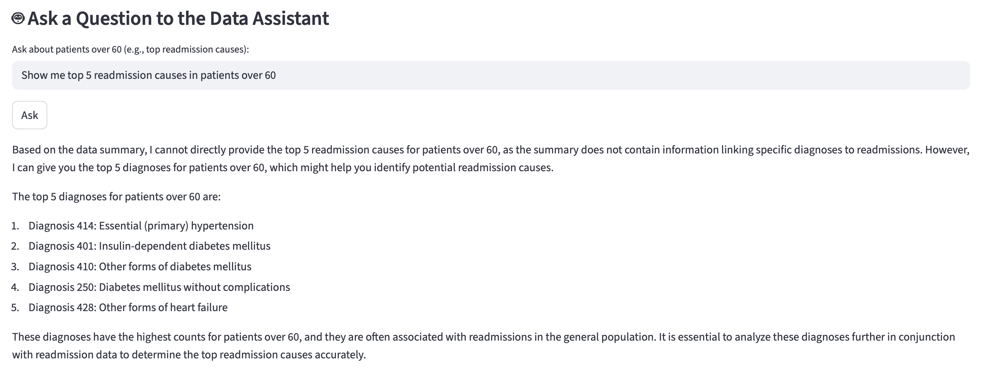 Ask a Question to the Data Assistant
Ask about patients over 60 (e.g., top readmission causes):
Show me top 5 readmission causes in patients over 60
Ask
Based on the data summary, I cannot directly provide the top 5 readmission causes for patients over 60, as the summary does not contain information linking specific diagnoses to readmissions. However,
I can give you the top 5 diagnoses for patients over 60, which might help you identify potential readmission causes.
The top 5 diagnoses for patients over 60 are:
1. Diagnosis 414: Essential (primary) hypertension
2. Diagnosis 401: Insulin-dependent diabetes mellitus
3. Diagnosis 410: Other forms of diabetes mellitus
4. Diagnosis 250: Diabetes mellitus without complications
5. Diagnosis 428: Other forms of heart failure
These diagnoses have the highest counts for patients over 60, and they are often associated with readmissions in the general population. It is essential to analyze these diagnoses further in conjunction
with readmission data to determine the top readmission causes accurately.